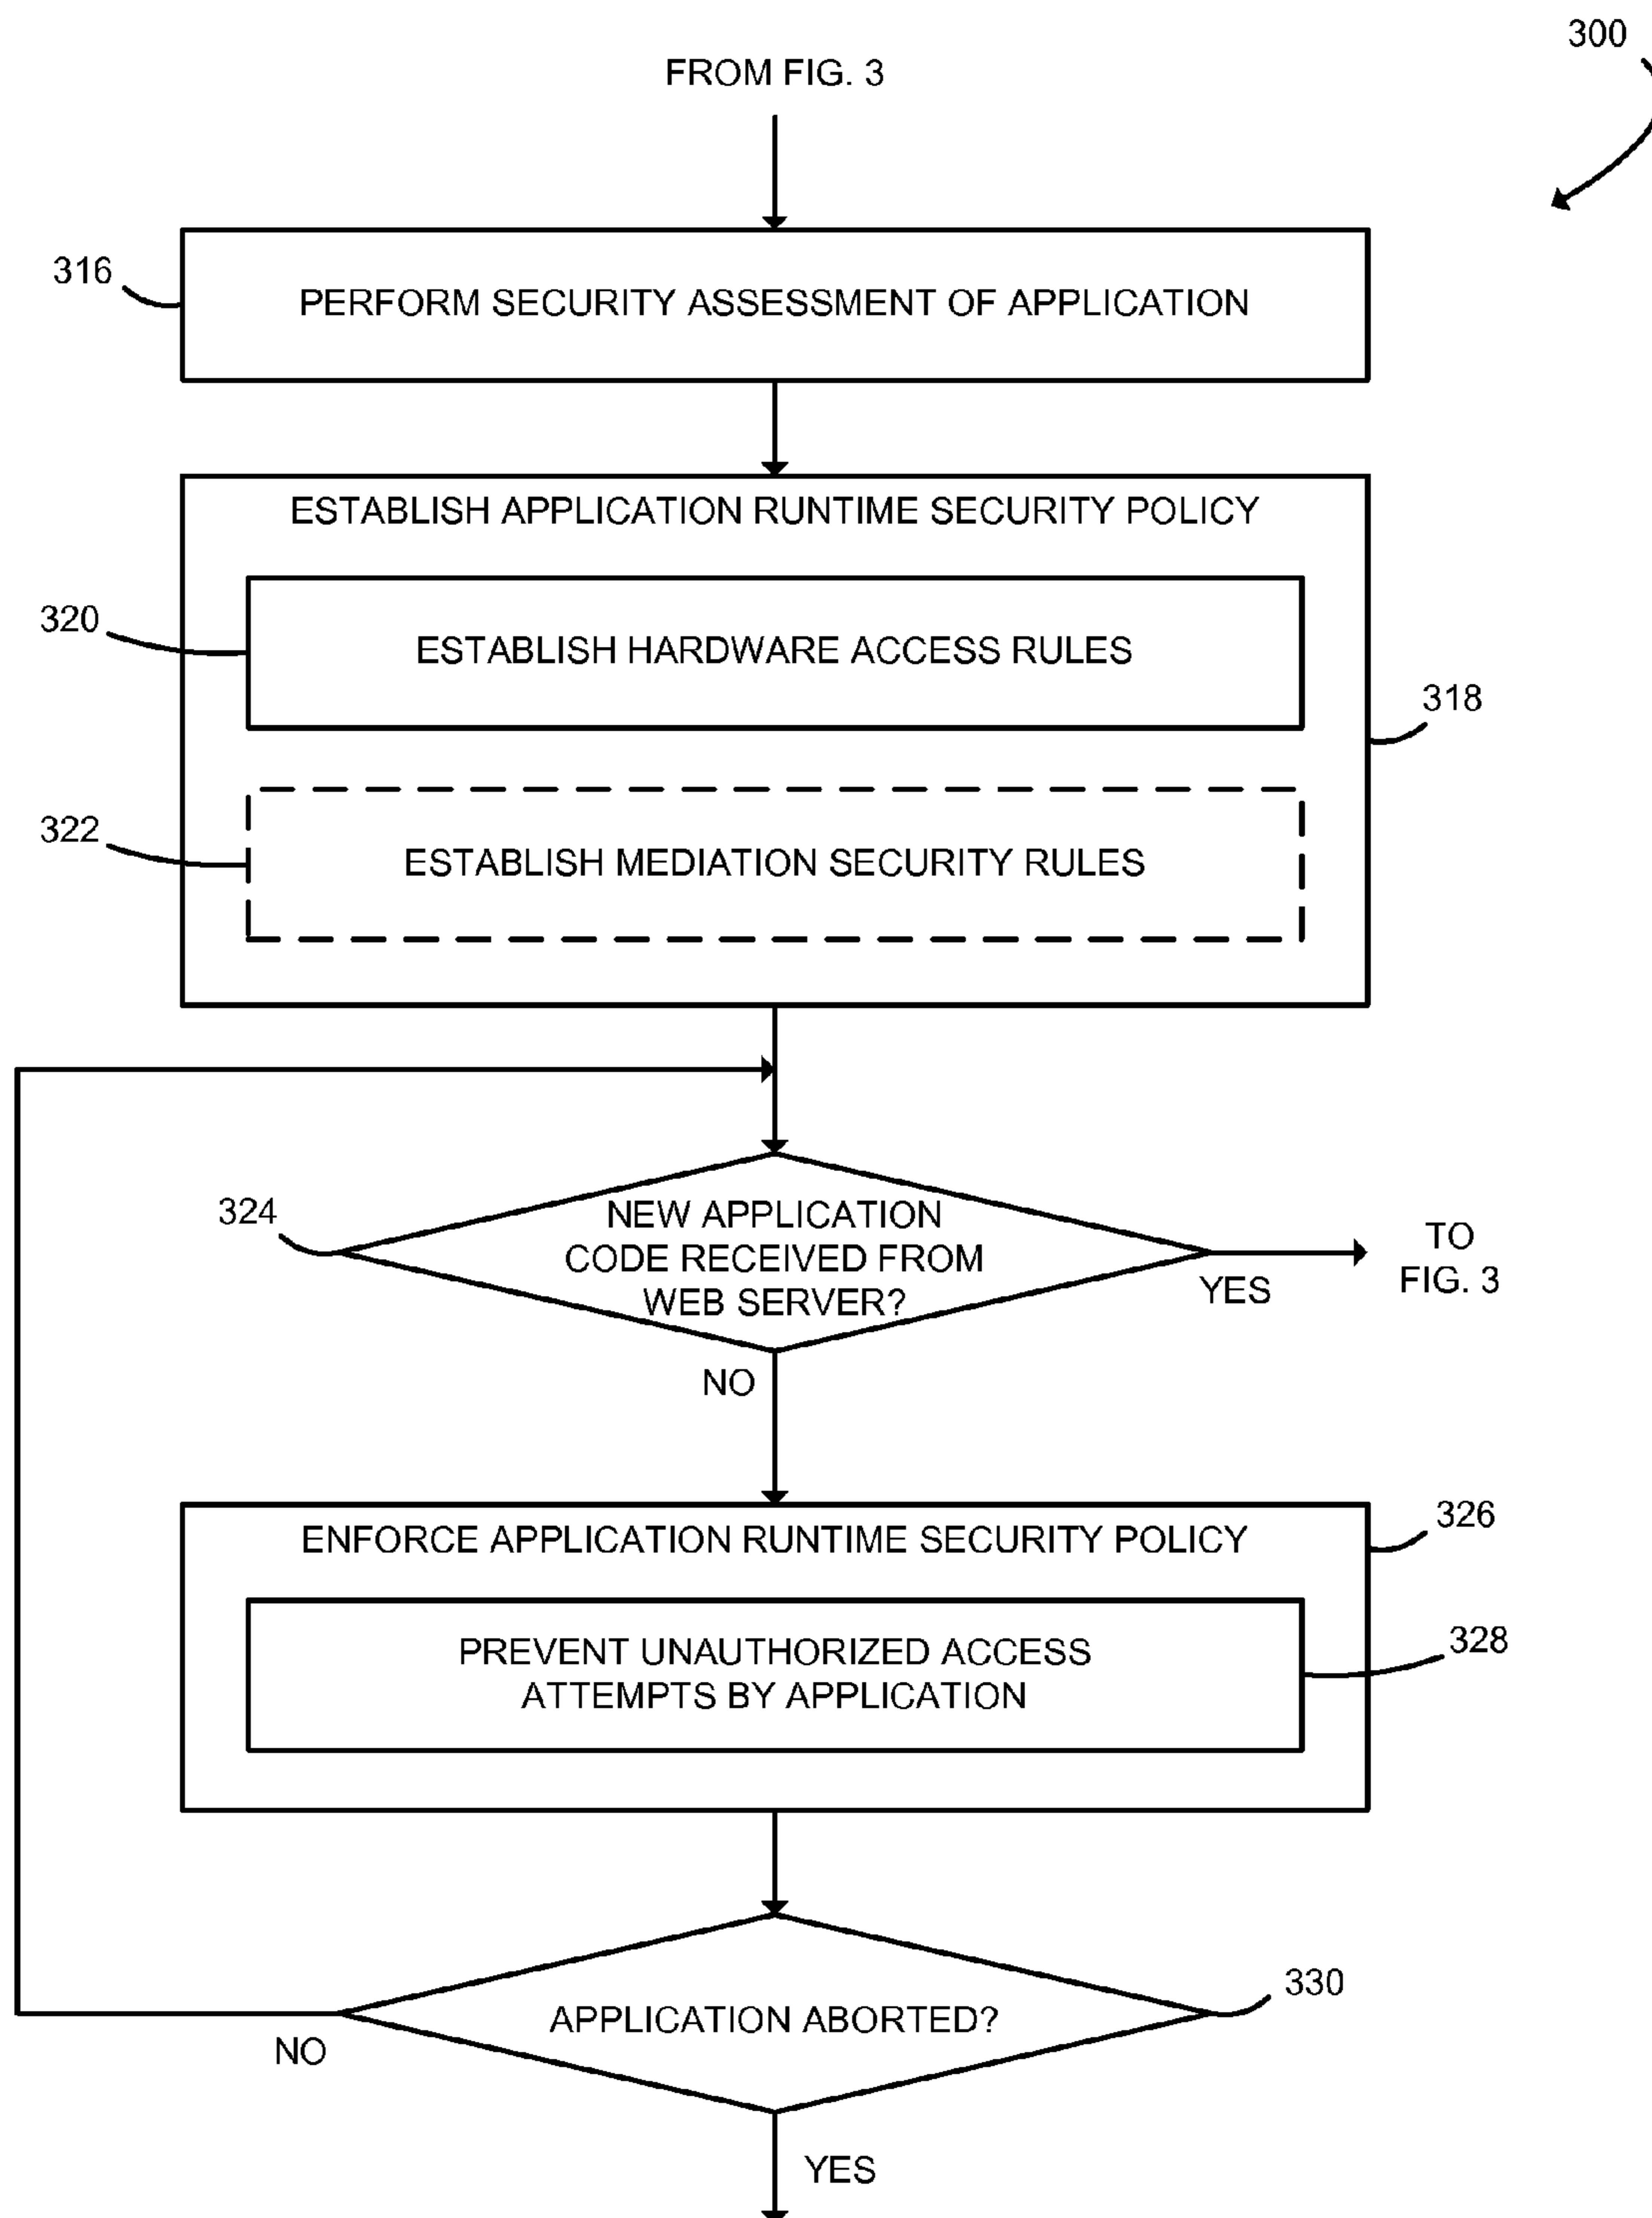 300
FROM FIG. 3
316
PERFORM SECURITY ASSESSMENT OF APPLICATION
ESTABLISH APPLICATION RUNTIME SECURITY POLICY
320
ESTABLISH HARDWARE ACCESS RULES
318
322
ESTABLISH MEDIATION SECURITY RULES
324
NEW APPLICATION
CODE RECEIVED FROM
WEB SERVER?
YES
TO
FIG. 3
NO
326
ENFORCE APPLICATION RUNTIME SECURITY POLICY
PREVENT UNAUTHORIZED ACCESS
ATTEMPTS BY APPLICATION
328
330
APPLICATION ABORTED?
NO
YES